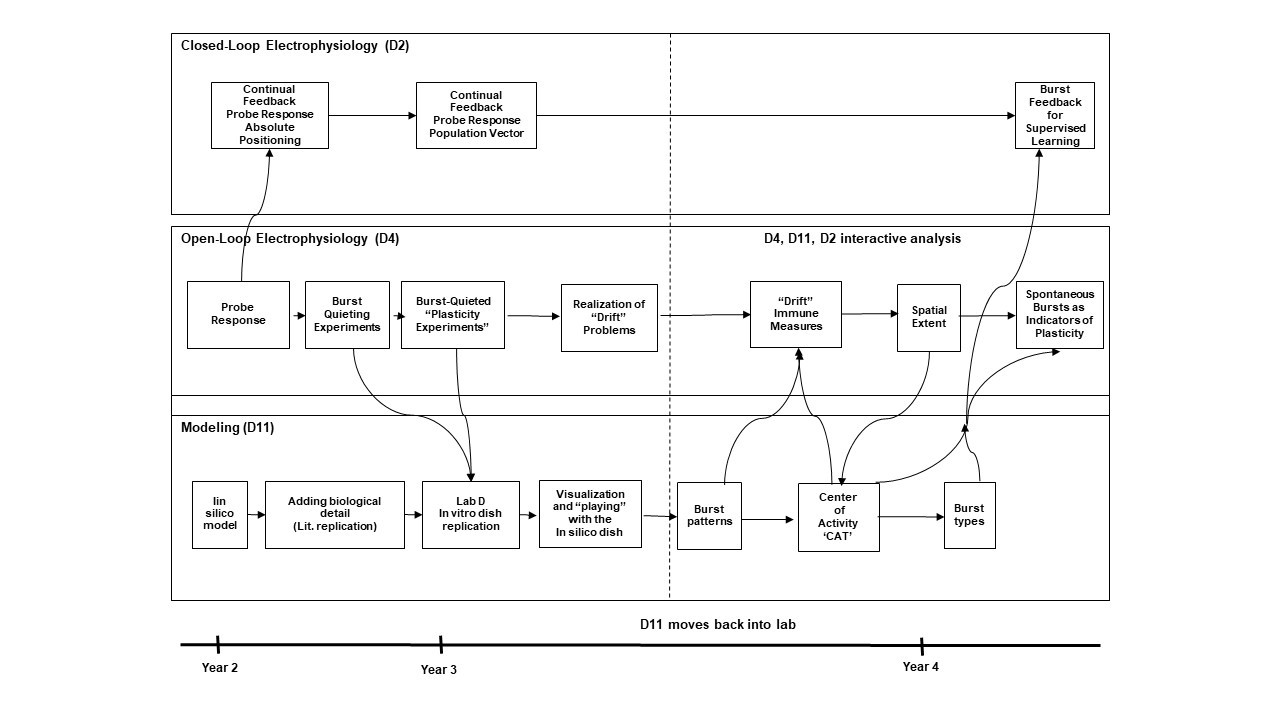 Closed-Loop Electrophysiology (D2)
Continual
Feedback
Probe Response
Absolute
Positioning
Continual
Feedback
Probe Response
Population Vector
Burst
Feedback
for
Supervised
Learning
Open-Loop Electrophysiology (D4)
D4, D11, D2 interactive analysis
Probe
Response
Burst
Quieting
Experiments
Burst-Quieted
“Plasticity
Experiments”
Realization of
“Drift”
Problems
“Drift”
Immune
Measures
Spatial
Extent
Spontaneous
Bursts as
Indicators of
Plasticity
Modeling (D11)
Iin
silico
model
Adding biological
detail
(Lit. replication)
Lab D
In vitro dish
replication
Visualization
and “playing”
with the
In silico dish
Burst
patterns
Center
of
Activity
‘CAT’
Burst
types
D11 moves back into lab
Year 2
Year 3
Year 4